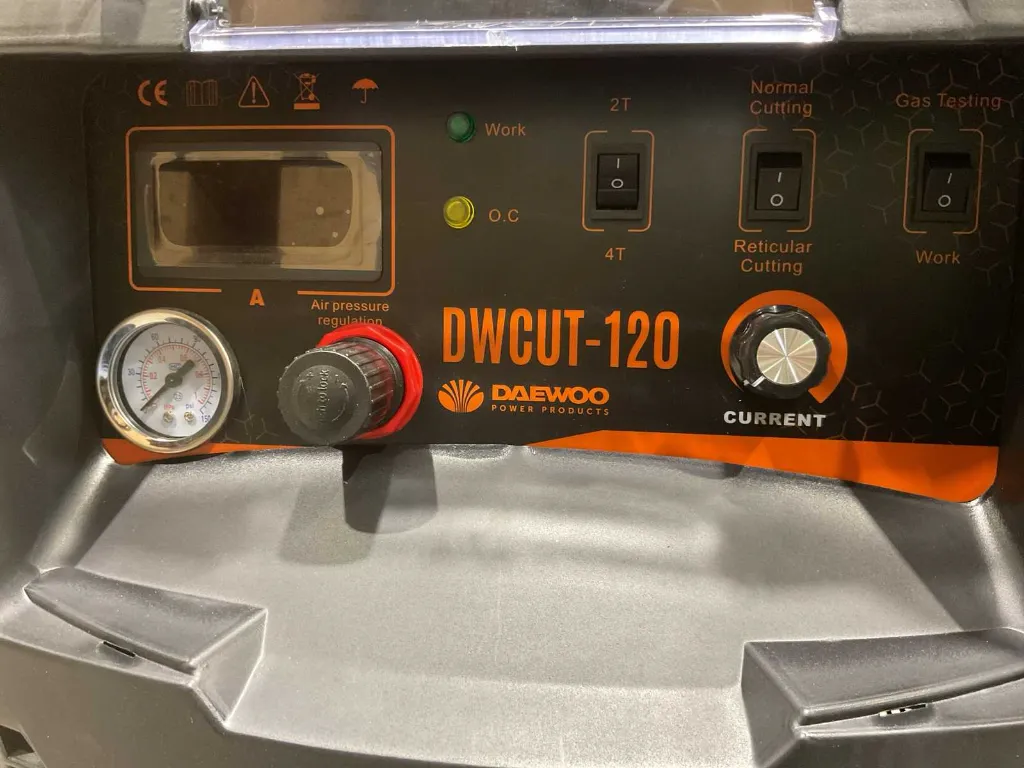 CE
Work
O.C
2T
I
O
4T
Normal
Cutting
I
O
Reticular
Cutting
Gas Testing
I
O
Work
A
Air pressure
regulation
DWCUT-120
DAEWOO
POWER PRODUCTS
CURRENT
150